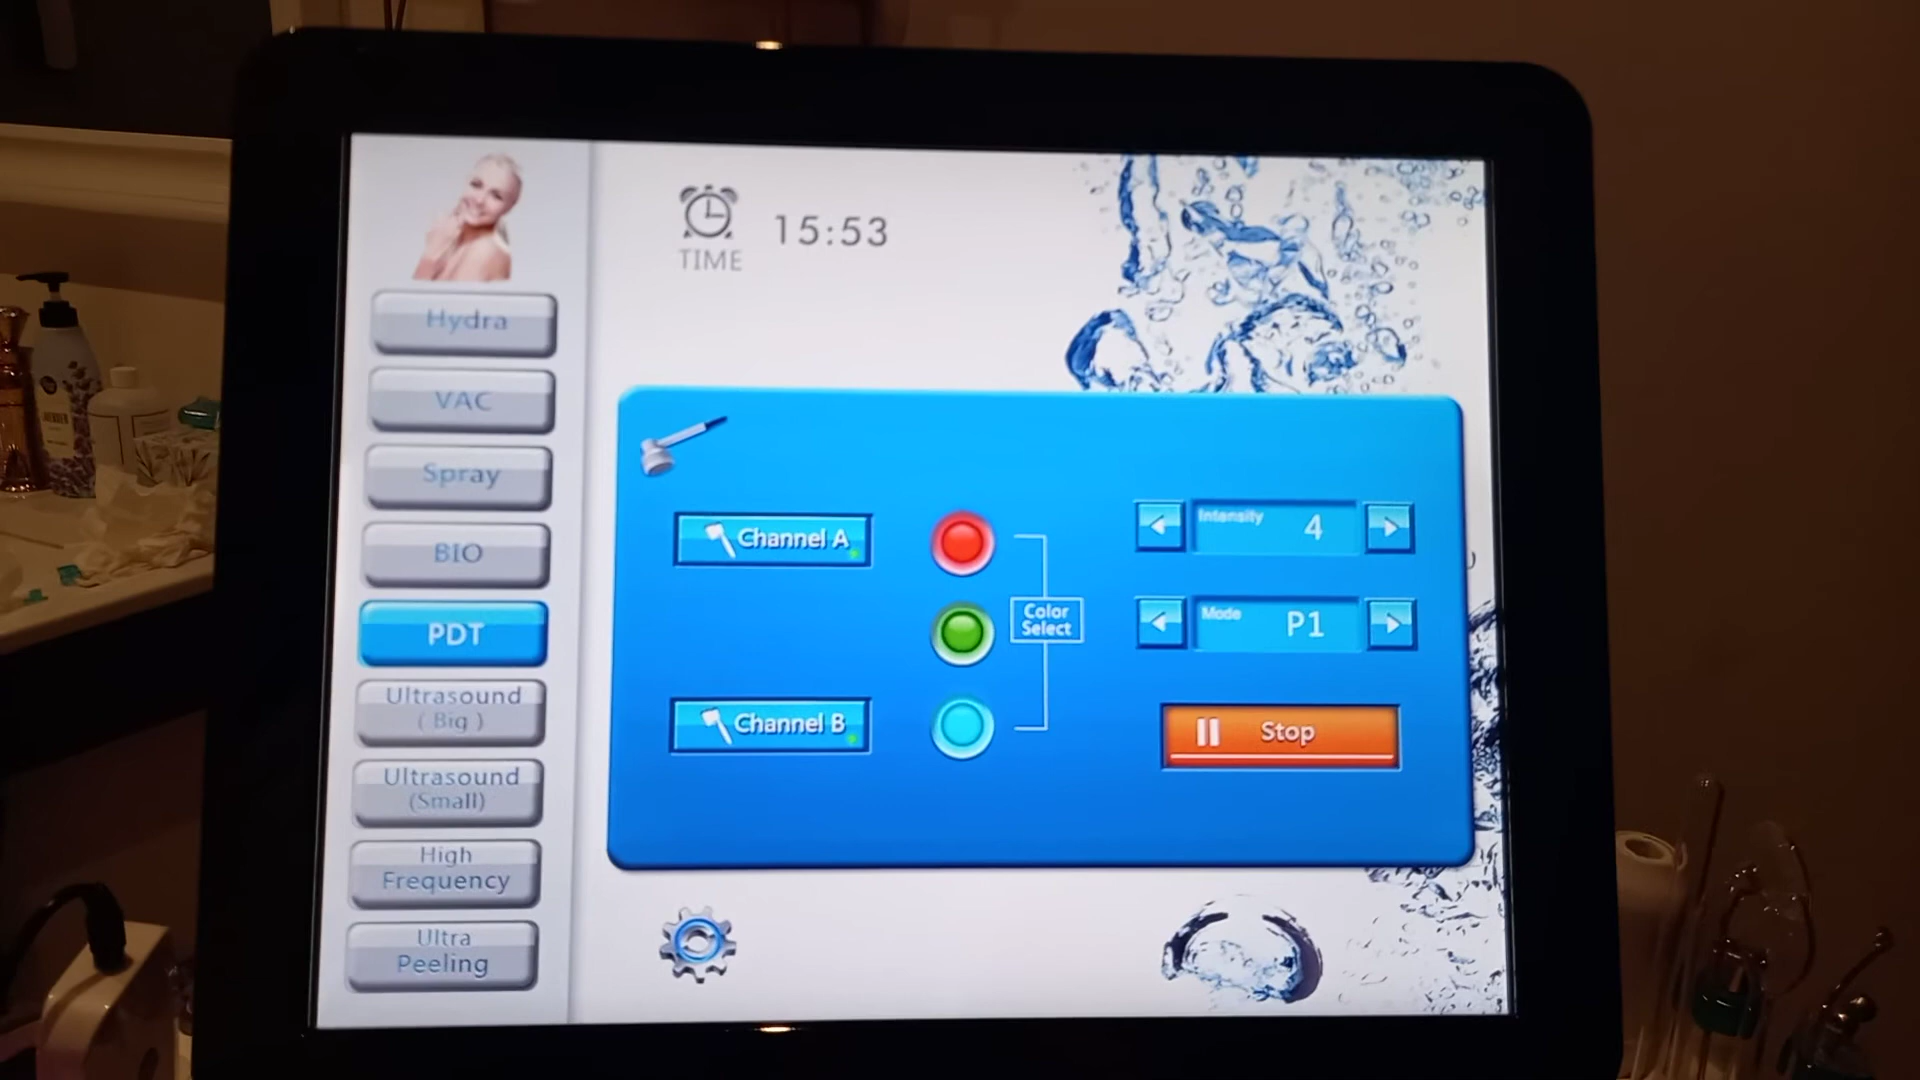 TIME
15:53
Hydra
VAC
Spray
BIO
PDT
Ultrasound
( Big )
Ultrasound
(Small)
High
Frequency
Ultra
Peeling
Channel A
Channel B
Color
Select
Intensity
4
Mode
P1
Stop